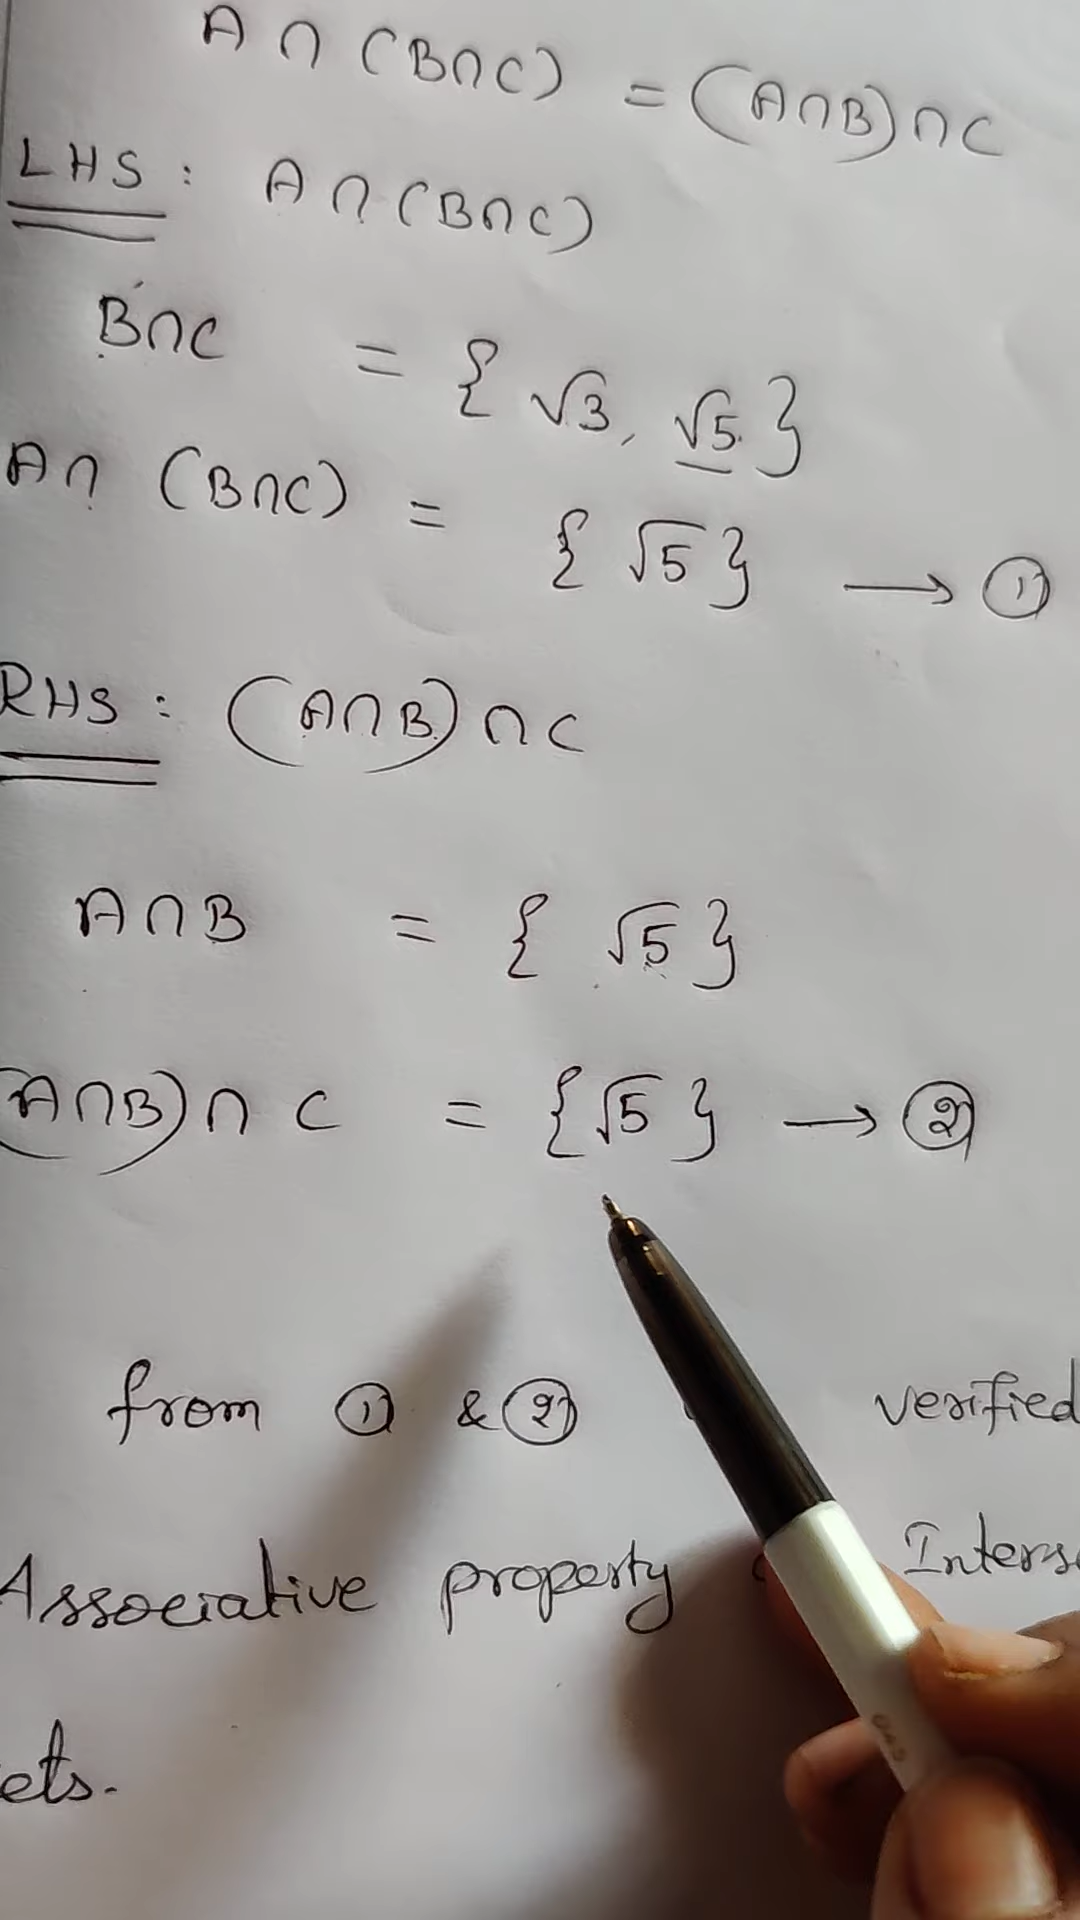 A ∩ (B∩C) = (A∩B)∩C
LHS : A∩(B∩C)
B∩C = { √3, √5 }
A∩ (B∩C) = { √5 } → ①
RHS : (A∩B)∩C
A∩B = { √5 }
(A∩B)∩ C = {√5 } → ②
from ① & ② verified
Associative property Inters
ets.